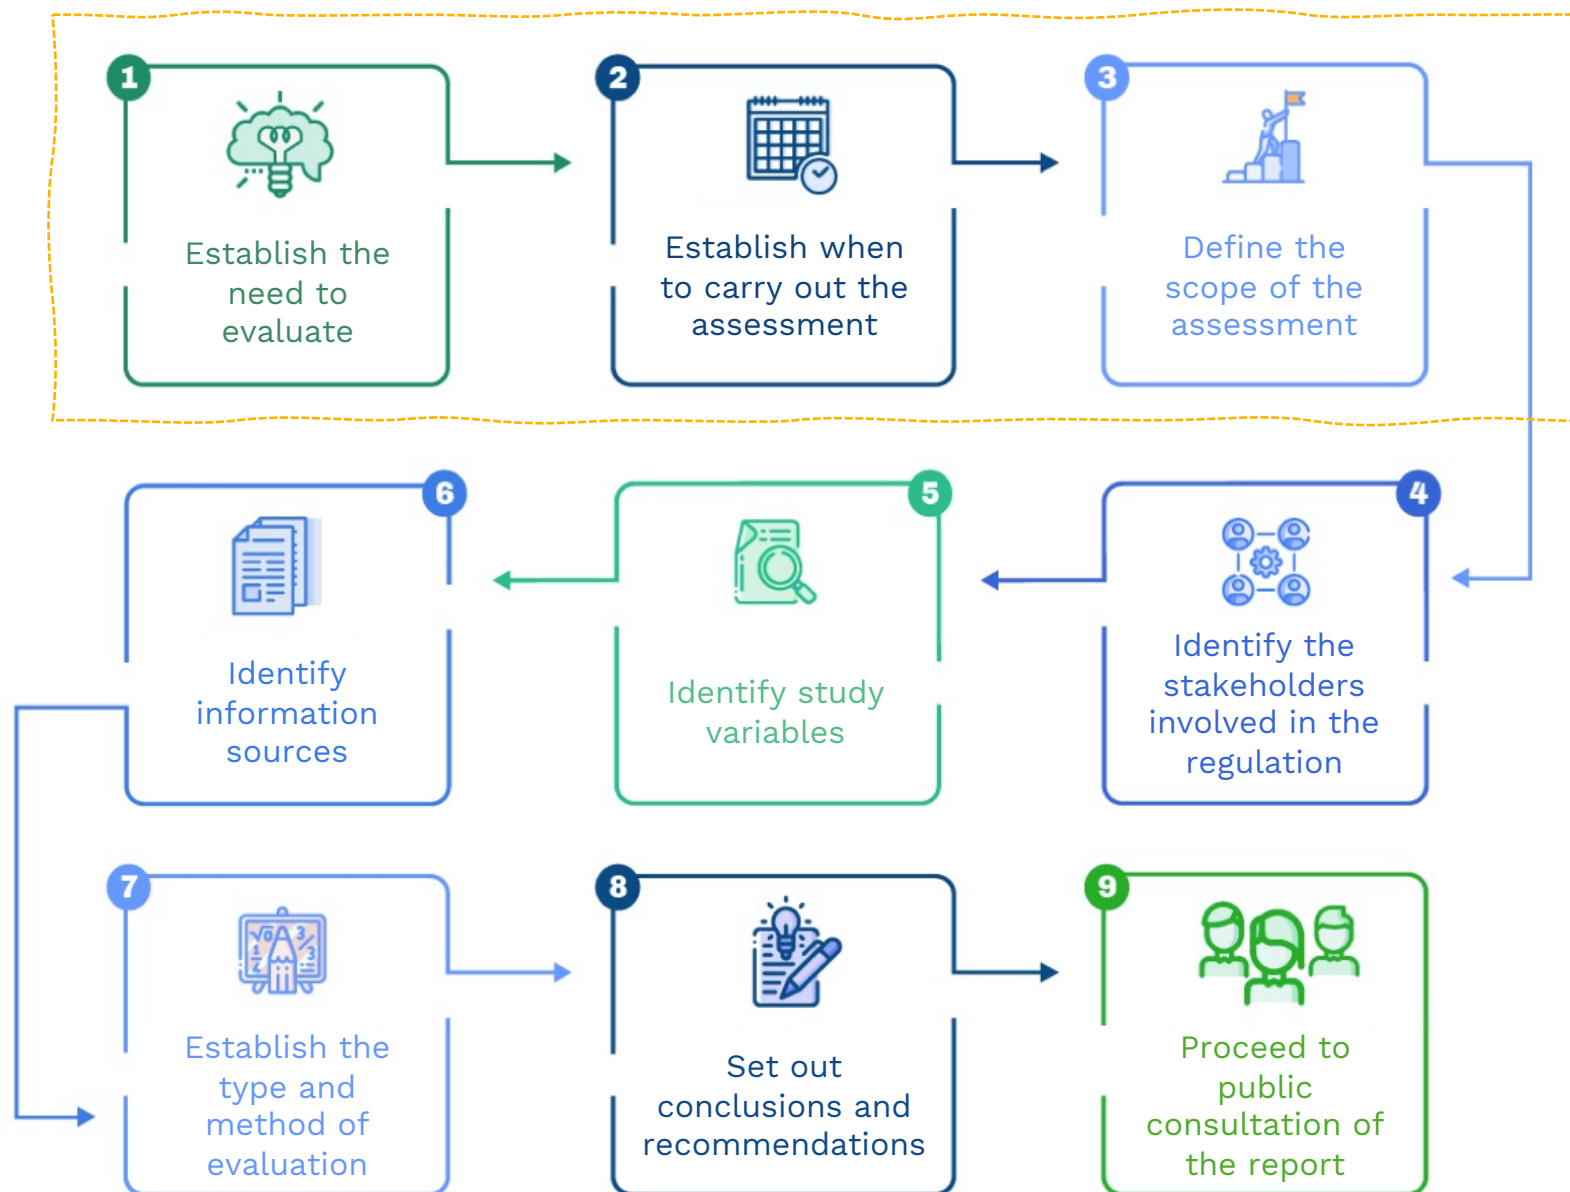 1
Establish the
need to
evaluate
2
Establish when
to carry out the
assessment
3
Define the
scope of the
assessment
4
Identify the
stakeholders
involved in the
regulation
5
Identify study
variables
6
Identify
information
sources
7
Establish the
type and
method of
evaluation
8
Set out
conclusions and
recommendations
9
Proceed to
public
consultation of
the report